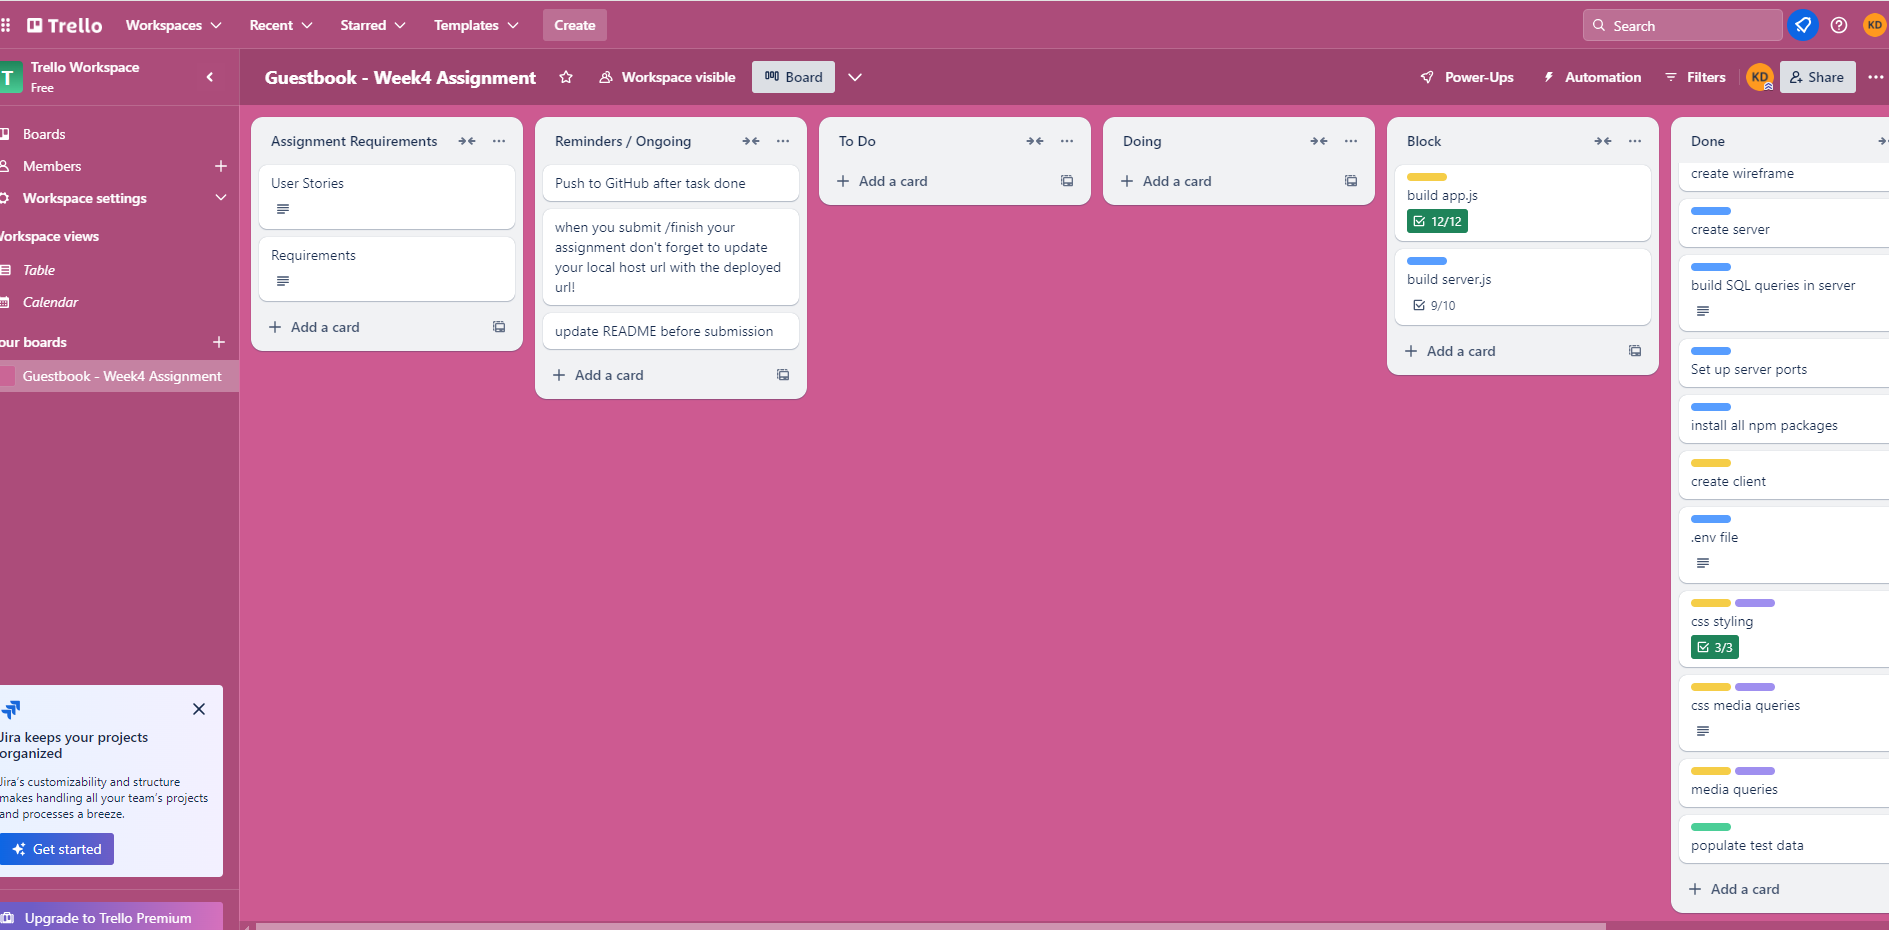 Trello
Workspaces
Recent
Starred
Templates
Create
Search
KD
T
Trello Workspace
Free
Guestbook - Week4 Assignment
Workspace visible
Board
Power-Ups
Automation
Filters
KD
Share
Boards
Members
Workspace settings
Workspace views
Table
Calendar
our boards
Guestbook - Week4 Assignment
Jira keeps your projects
organized
Jira's customizability and structure
makes handling all your team's projects
and processes a breeze.
Get started
Upgrade to Trello Premium
Assignment Requirements
User Stories
Requirements
Add a card
Reminders / Ongoing
Push to GitHub after task done
when you submit /finish your
assignment don't forget to update
your local host url with the deployed
url!
update README before submission
Add a card
To Do
Add a card
Doing
Add a card
Block
build app.js
12/12
build server.js
9/10
Add a card
Done
create wireframe
create server
build SQL queries in server
Set up server ports
install all npm packages
create client
.env file
css styling
3/3
css media queries
media queries
populate test data
Add a card